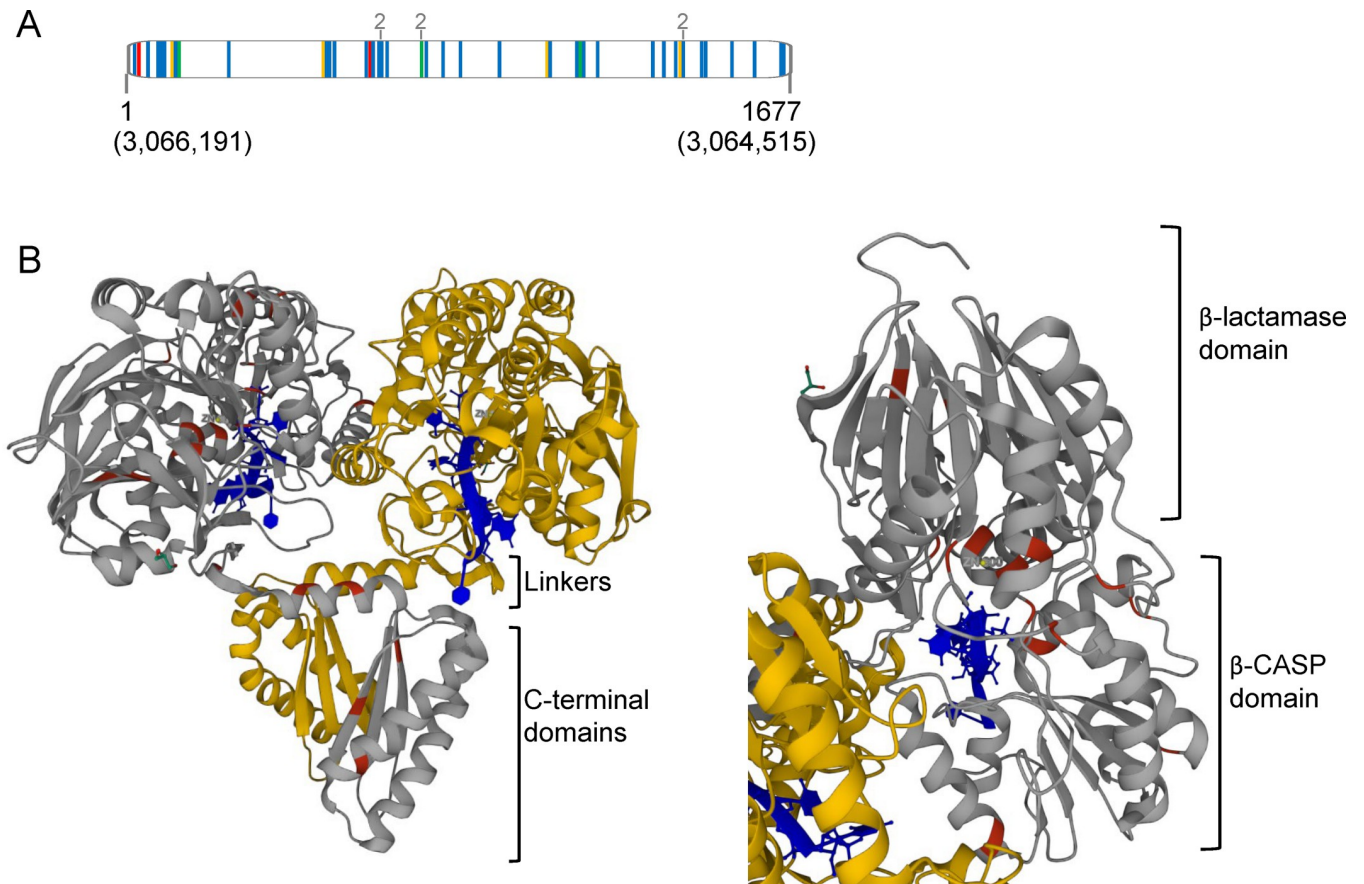 A
2 2 2
1 1677
(3,066,191) (3,064,515)
B
Linkers
C-terminal
domains
β-lactamase
domain
β-CASP
domain